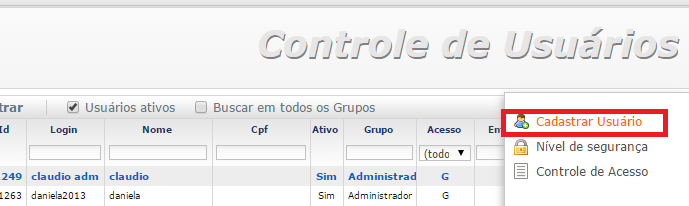 Controle de Usuários
trar Usuários ativos Buscar em todos os Grupos
Cadastrar Usuário
Nível de segurança
Controle de Acesso
Id Login Nome Cpf Ativo Grupo Acesso En
(todo
249 claudio adm claudio Sim Administrad G
1263 daniela2013 daniela Sim Administrador G